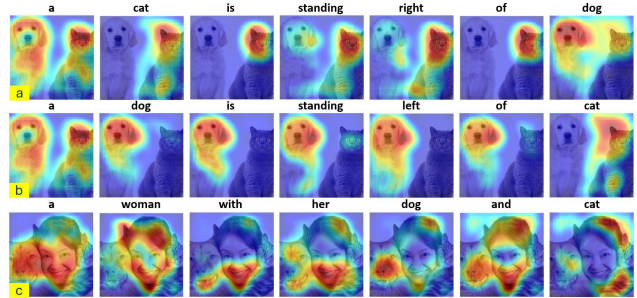 a cat is standing right of dog
a
a dog is standing left of cat
b
a woman with her dog and cat
c